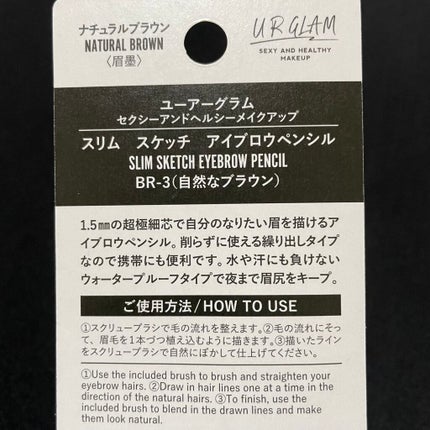 ナチュラルブラウン
NATURAL BROWN
〈眉墨〉
URGLAM
SEXY AND HEALTHY
MAKEUP
ユーアーグラム
セクシーアンドヘルシーメイクアップ
スリム　スケッチ　アイブロウペンシル
SLIM SKETCH EYEBROW PENCIL
BR-3(自然なブラウン)
1.5㎜の超極細芯で自分のなりたい眉を描けるア
イブロウペンシル。削らずに使える繰り出しタイプ
なので携帯にも便利です。水や汗にも負けない
ウォータープルーフタイプで夜まで眉尻をキープ。
ご使用方法/HOW TO USE
①スクリューブラシで毛の流れを整えます。②毛の流れにそっ
て、眉毛を1本づつ植え込むように描きます。③描いたライン
をスクリューブラシで自然にぼかして仕上げてください。
①Use the included brush to brush and straighten your
eyebrow hairs. ②Draw in hair lines one at a time in the
direction of the natural hairs. ③To finish, use the
included brush to blend in the drawn lines and make
them look natural.